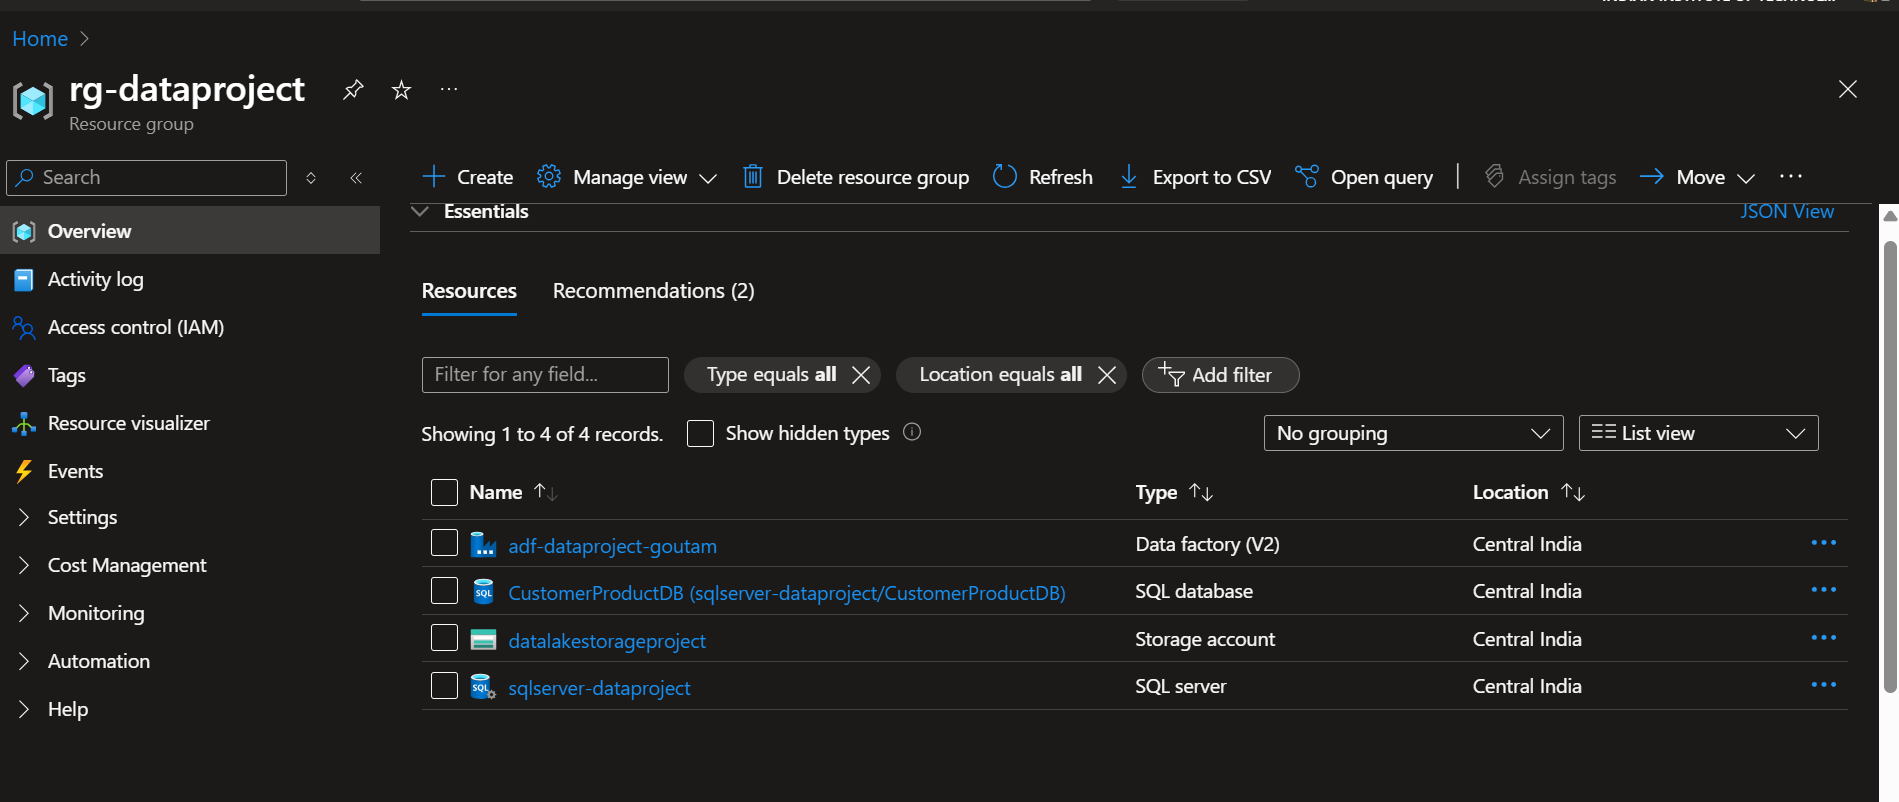 Home
rg-dataproject
Resource group
Search
Create
Manage view
Delete resource group
Refresh
Export to CSV
Open query
Assign tags
Move
Essentials
JSON View
Overview
Activity log
Access control (IAM)
Tags
Resource visualizer
Events
Settings
Cost Management
Monitoring
Automation
Help
Resources Recommendations (2)
Filter for any field...
Type equals all
Location equals all
Add filter
Showing 1 to 4 of 4 records.
Show hidden types
No grouping
List view
Name Type Location
adf-dataproject-goutam Data factory (V2) Central India
SQL CustomerProductDB (sqlserver-dataproject/CustomerProductDB) SQL database Central India
datalakestorageproject Storage account Central India
SQL sqlserver-dataproject SQL server Central India